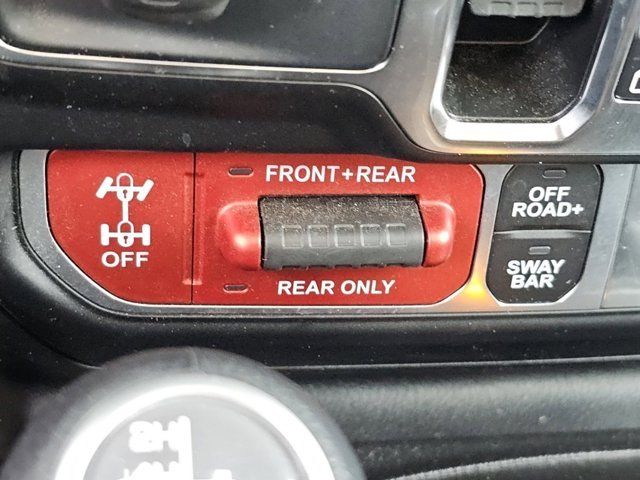 FRONT+REAR
OFF
REAR ONLY
OFF
ROAD+
SWAY
BAR